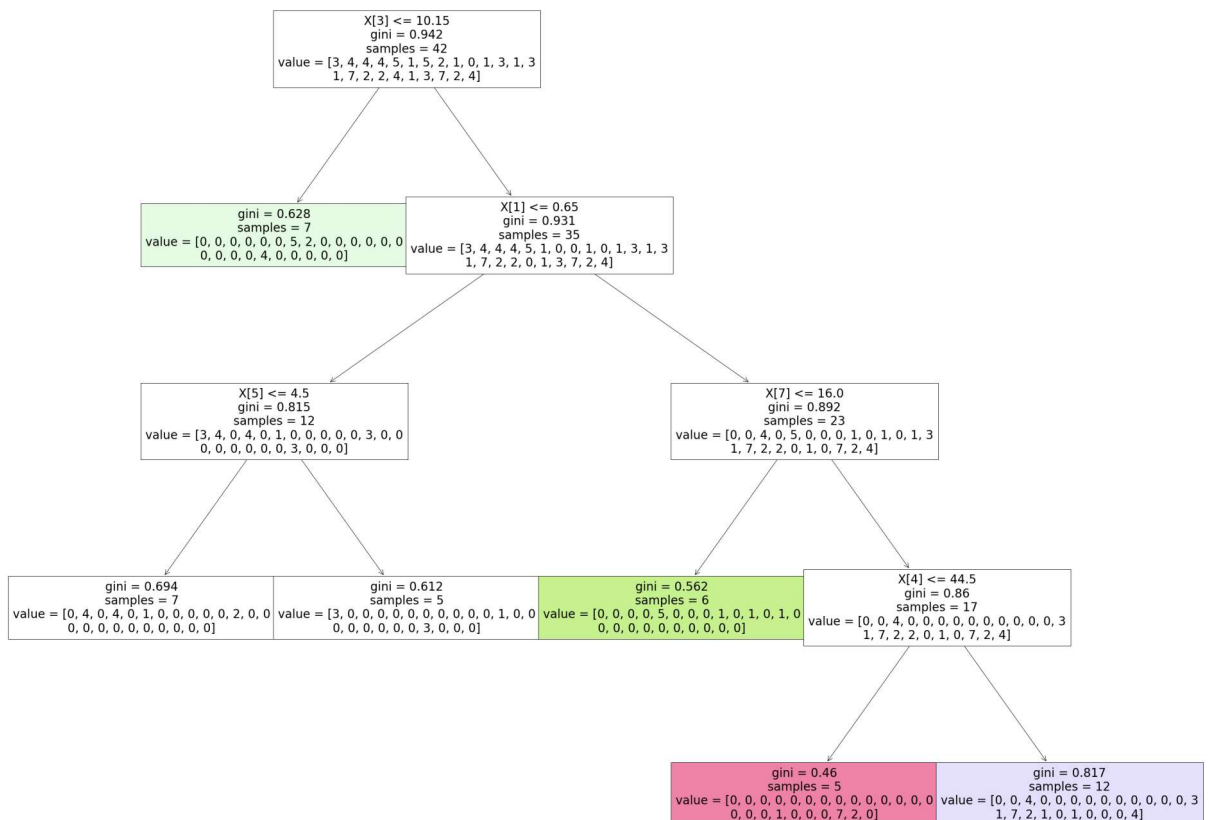 X[3] <= 10.15
gini = 0.942
samples = 42
value = [3, 4, 4, 4, 5, 1, 5, 2, 1, 0, 1, 3, 1, 3
1, 7, 2, 2, 4, 1, 3, 7, 2, 4]
gini = 0.628
samples = 7
value = [0, 0, 0, 0, 0, 0, 5, 2, 0, 0, 0, 0, 0, 0
0, 0, 0, 0, 4, 0, 0, 0, 0, 0]
X[1] <= 0.65
gini = 0.931
samples = 35
value = [3, 4, 4, 4, 5, 1, 0, 0, 1, 0, 1, 3, 1, 3
1, 7, 2, 2, 0, 1, 3, 7, 2, 4]
X[5] <= 4.5
gini = 0.815
samples = 12
value = [3, 4, 0, 4, 0, 1, 0, 0, 0, 0, 0, 3, 0, 0
0, 0, 0, 0, 0, 0, 3, 0, 0, 0]
X[7] <= 16.0
gini = 0.892
samples = 23
value = [0, 0, 4, 0, 5, 0, 0, 0, 1, 0, 1, 0, 1, 3
1, 7, 2, 2, 0, 1, 0, 7, 2, 4]
gini = 0.694
samples = 7
value = [0, 4, 0, 4, 0, 1, 0, 0, 0, 0, 0, 2, 0, 0
0, 0, 0, 0, 0, 0, 0, 0, 0, 0]
gini = 0.612
samples = 5
value = [3, 0, 0, 0, 0, 0, 0, 0, 0, 0, 0, 1, 0, 0
0, 0, 0, 0, 0, 0, 3, 0, 0, 0]
gini = 0.562
samples = 6
value = [0, 0, 0, 0, 5, 0, 0, 0, 1, 0, 1, 0, 1, 0
0, 0, 0, 0, 0, 0, 0, 0, 0, 0]
X[4] <= 44.5
gini = 0.86
samples = 17
value = [0, 0, 4, 0, 0, 0, 0, 0, 0, 0, 0, 0, 0, 3
1, 7, 2, 2, 0, 1, 0, 7, 2, 4]
gini = 0.46
samples = 5
value = [0, 0, 0, 0, 0, 0, 0, 0, 0, 0, 0, 0, 0, 0
0, 0, 0, 1, 0, 0, 0, 7, 2, 0]
gini = 0.817
samples = 12
value = [0, 0, 4, 0, 0, 0, 0, 0, 0, 0, 0, 0, 0, 3
1, 7, 2, 1, 0, 1, 0, 0, 0, 4]